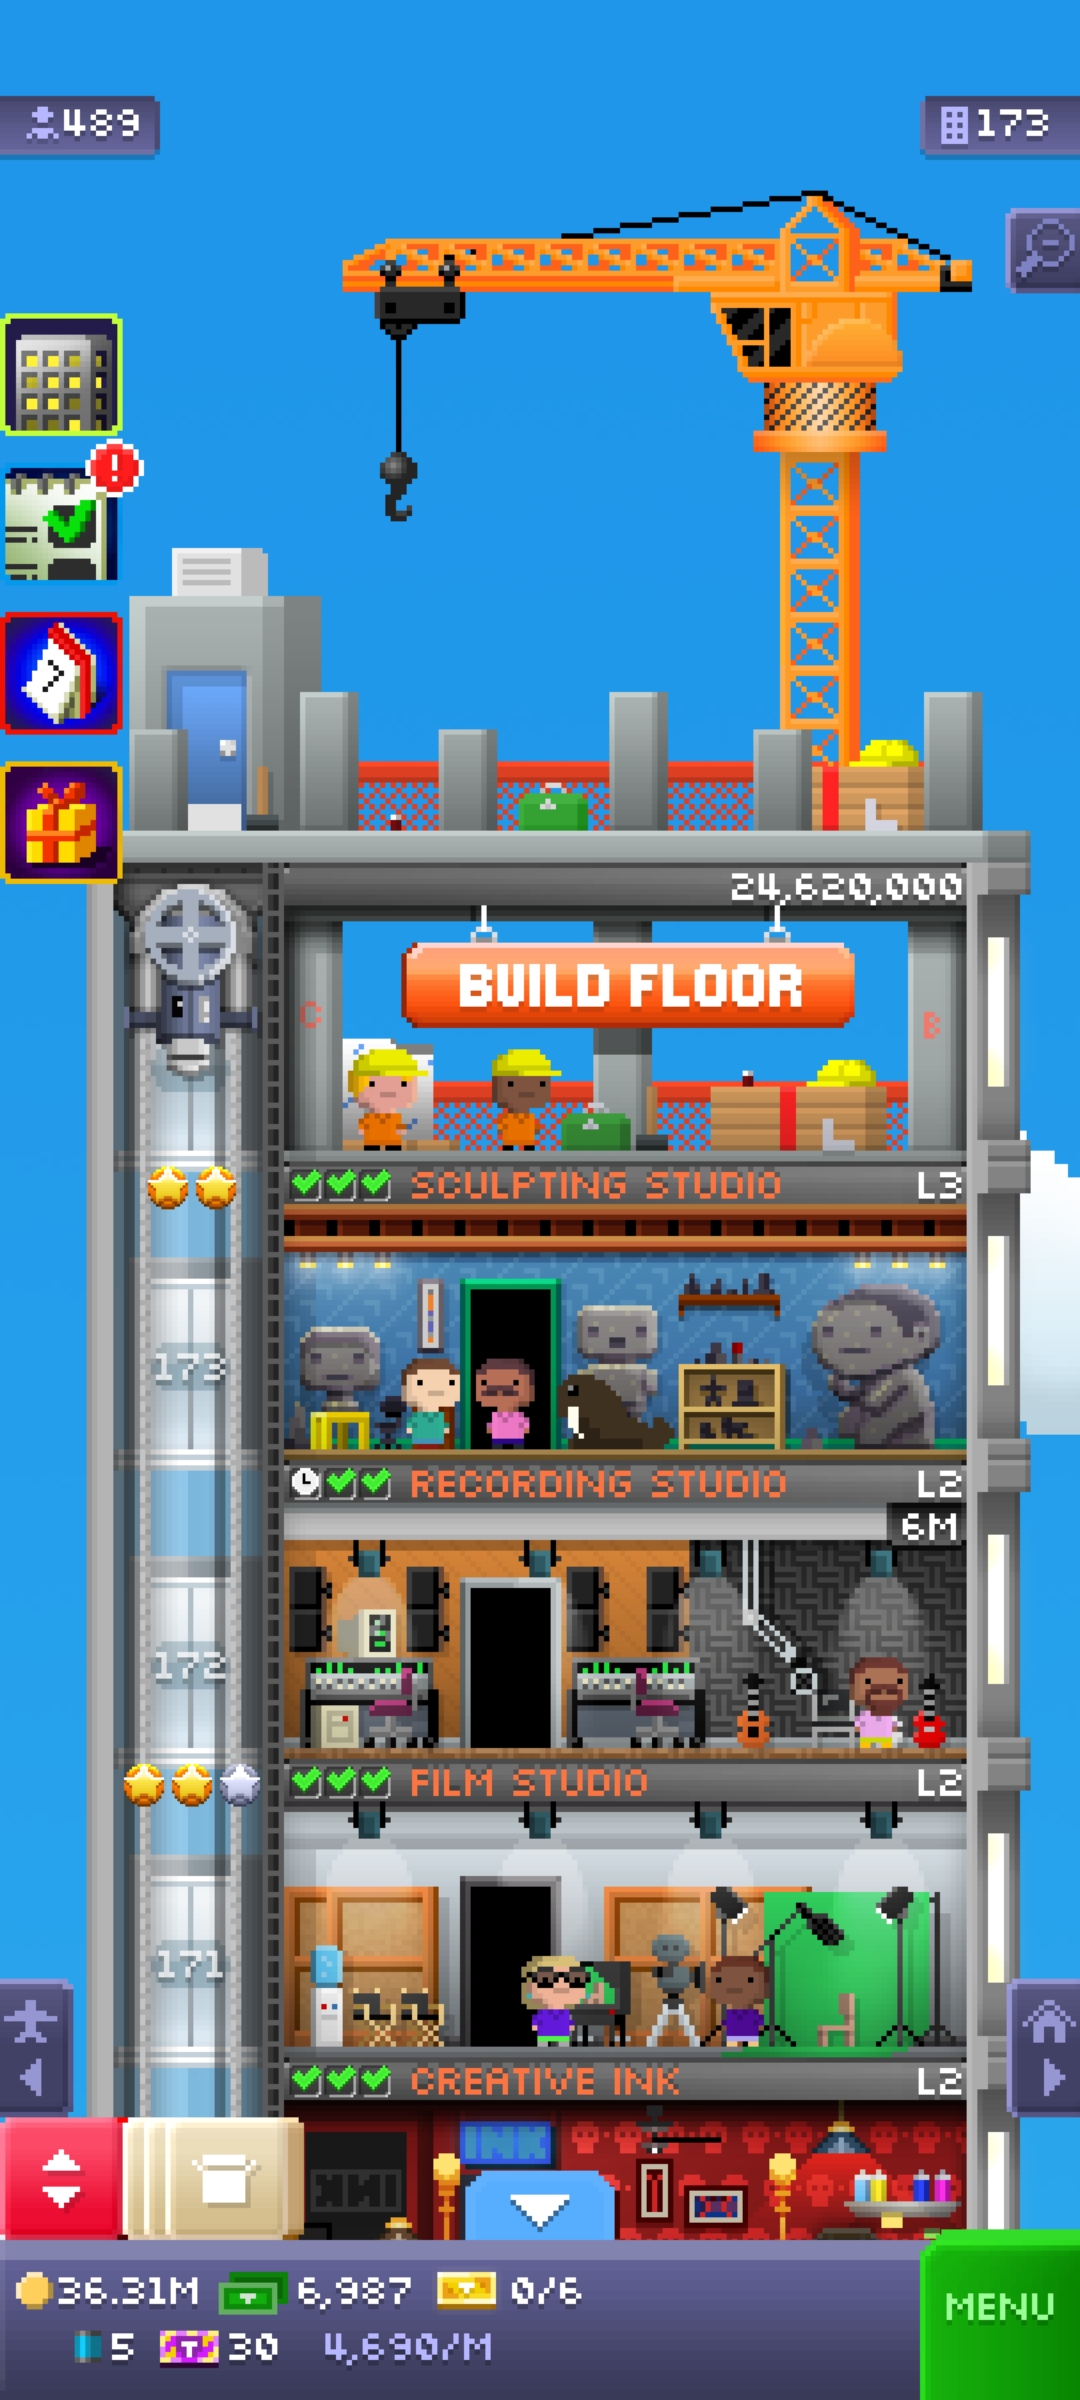 489
173
24,620,000
BUILD FLOOR
C
B
SCULPTING STUDIO L3
173
RECORDING STUDIO L2
6M
172
FILM STUDIO L2
171
CREATIVE INK L2
INK
36.31M 6,987 0/6
5 T 30 4,690/M
MENU